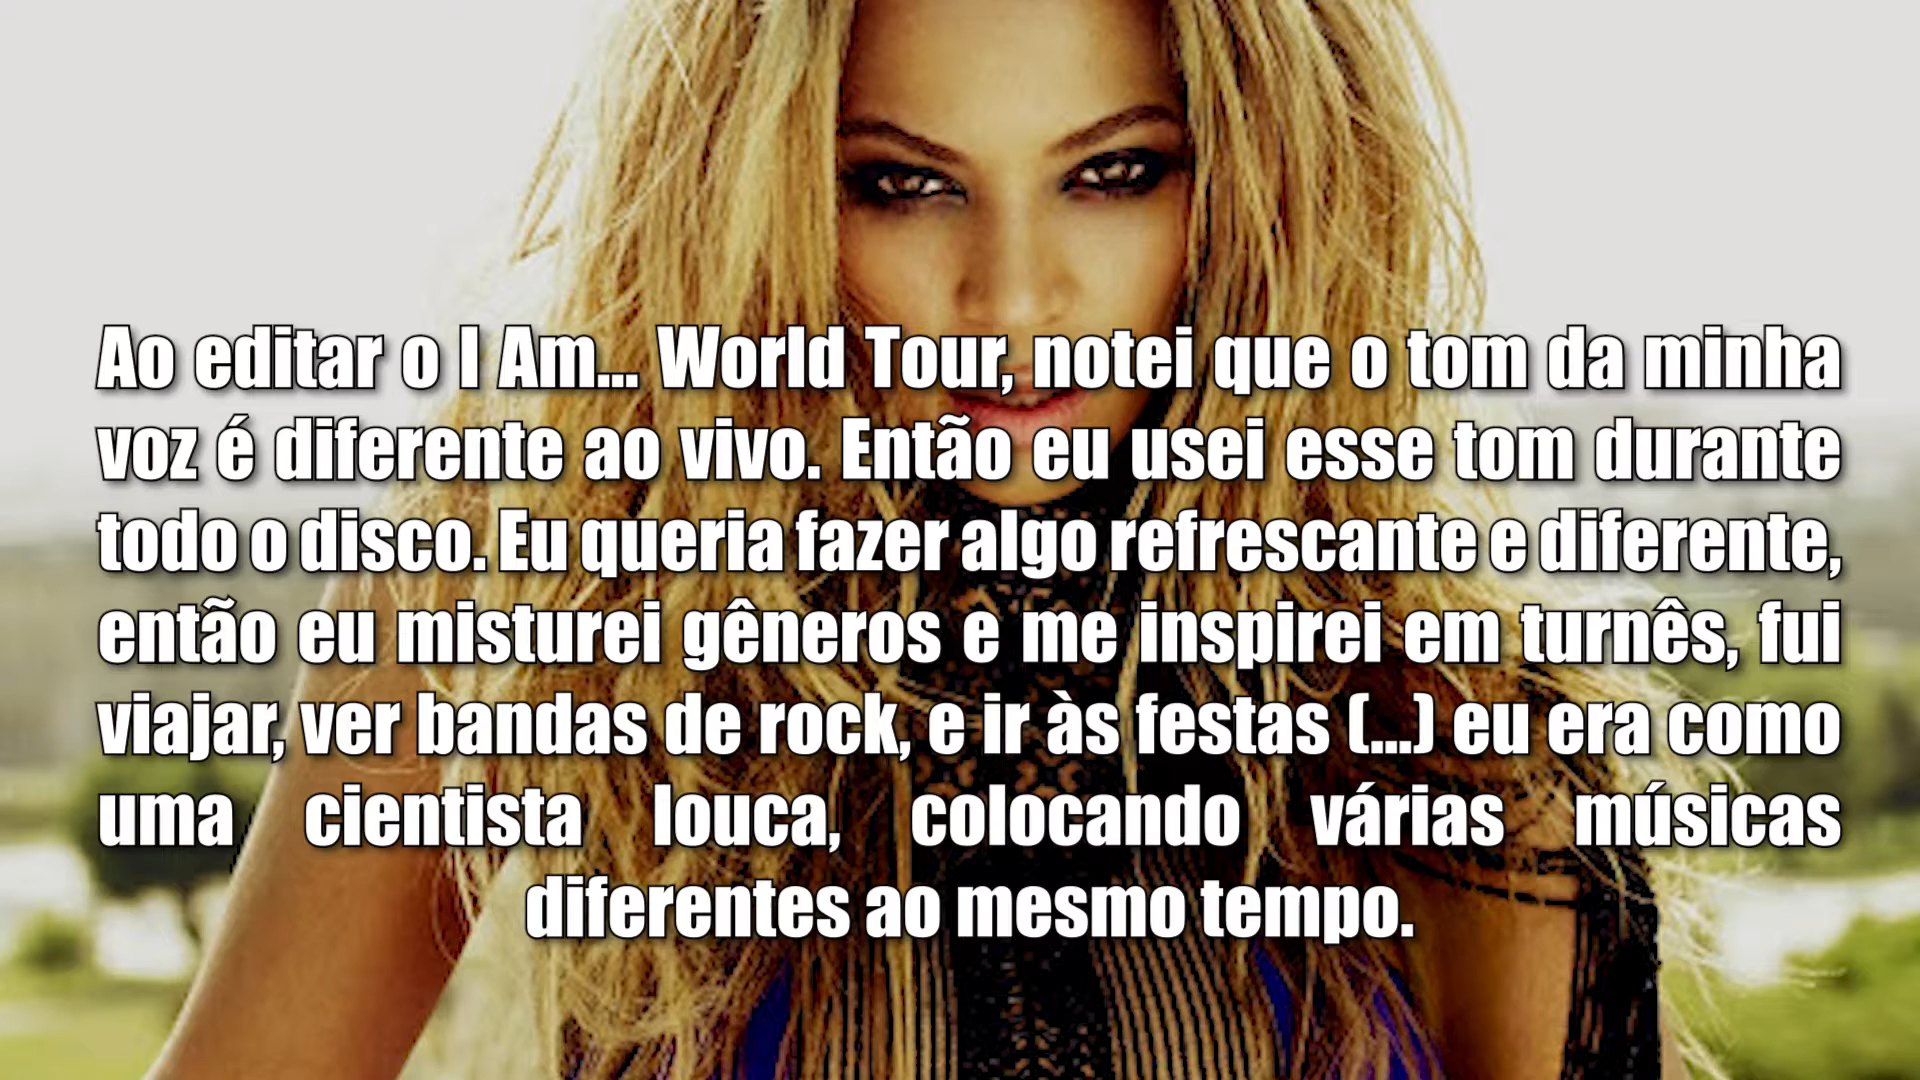 Ao editar o I Am... World Tour, notei que o tom da minha
voz é diferente ao vivo. Então eu usei esse tom durante
todo o disco. Eu queria fazer algo refrescante e diferente,
então eu misturei gêneros e me inspirei em turnês, fui
viajar, ver bandas de rock, e ir às festas (...) eu era como
uma cientista louca, colocando várias músicas
diferentes ao mesmo tempo.